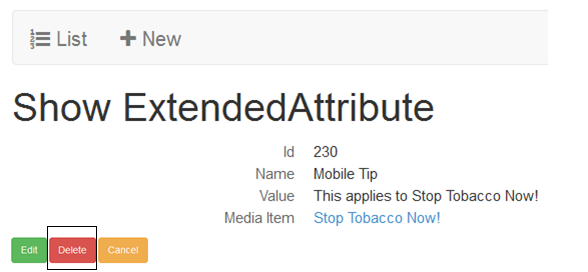 List New
Show ExtendedAttribute
Id 230
Name Mobile Tip
Value This applies to Stop Tobacco Now!
Media Item Stop Tobacco Now!
Edit Delete Cancel